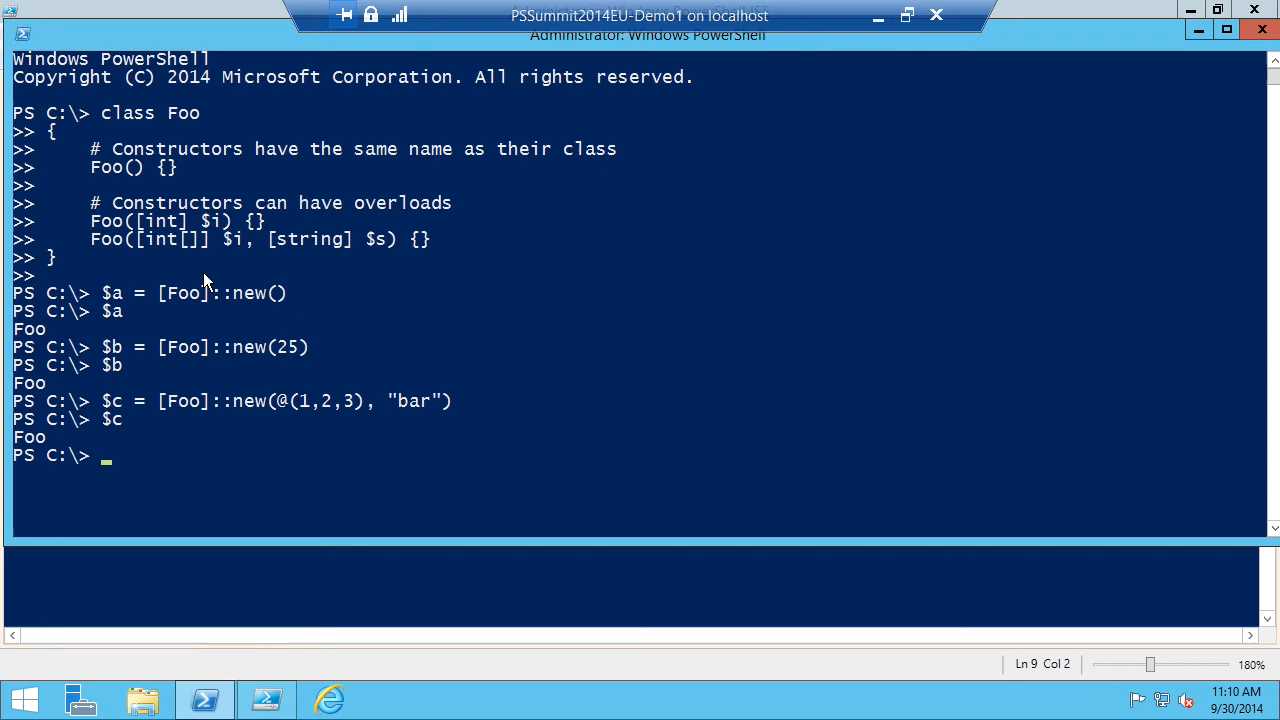 PSSummit2014EU-Demo1 on localhost
Administrator: Windows PowerShell
Windows PowerShell
Copyright (C) 2014 Microsoft Corporation. All rights reserved.
PS C:\> class Foo
>> {
>>     # Constructors have the same name as their class
>>     Foo() {}
>>
>>     # Constructors can have overloads
>>     Foo([int] $i) {}
>>     Foo([int[]] $i, [string] $s) {}
>> }
>>
PS C:\> $a = [Foo]::new()
PS C:\> $a
Foo
PS C:\> $b = [Foo]::new(25)
PS C:\> $b
Foo
PS C:\> $c = [Foo]::new(@(1,2,3), "bar")
PS C:\> $c
Foo
PS C:\>
Ln 9 Col 2
180%
11:10 AM
9/30/2014